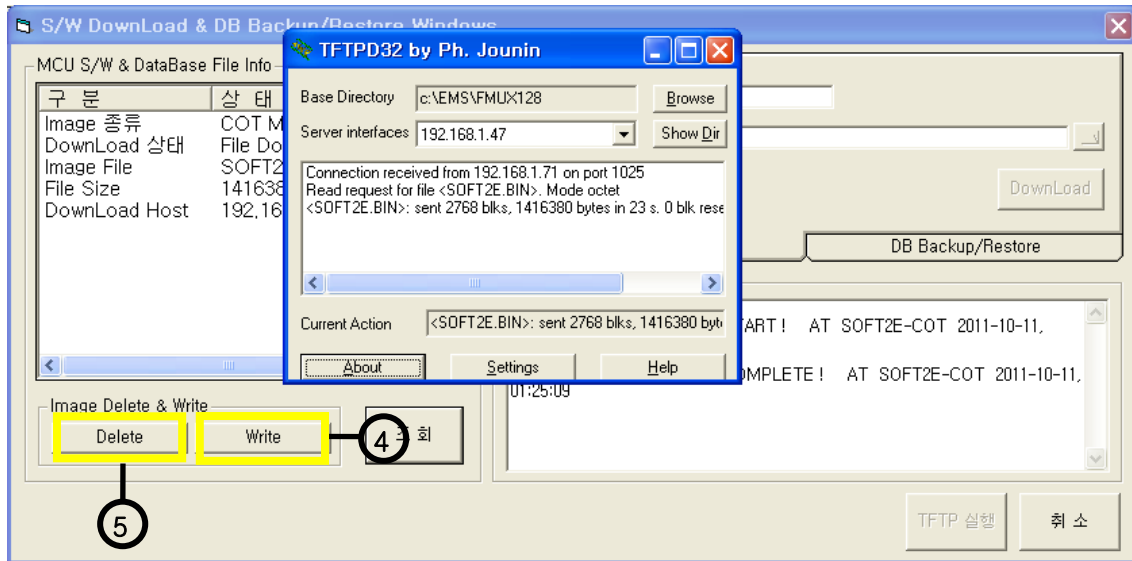 S/W DownLoad & DB Backup/Restore Windows
TFTPD32 by Ph. Jounin
MCU S/W & DataBase File Info
구 분 상 태
Image 종류 COT M
DownLoad 상태 File Do
Image File SOFT2
File Size 141638
DownLoad Host 192,16
Base Directory c:\EMS\FMUX128 Browse
Server interfaces 192.168.1.47 Show Dir
Connection received from 192.168.1.71 on port 1025
Read request for file <SOFT2E.BIN>. Mode octet
<SOFT2E.BIN>: sent 2768 blks, 1416380 bytes in 23 s. 0 blk rese
Current Action <SOFT2E.BIN>: sent 2768 blks, 1416380 byt
About Settings Help
DownLoad
DB Backup/Restore
ART! AT SOFT2E-COT 2011-10-11,
OMPLETE! AT SOFT2E-COT 2011-10-11,
01:25:09
Image Delete & Write
Delete Write 4 회
5
TFTP 실행 취 소